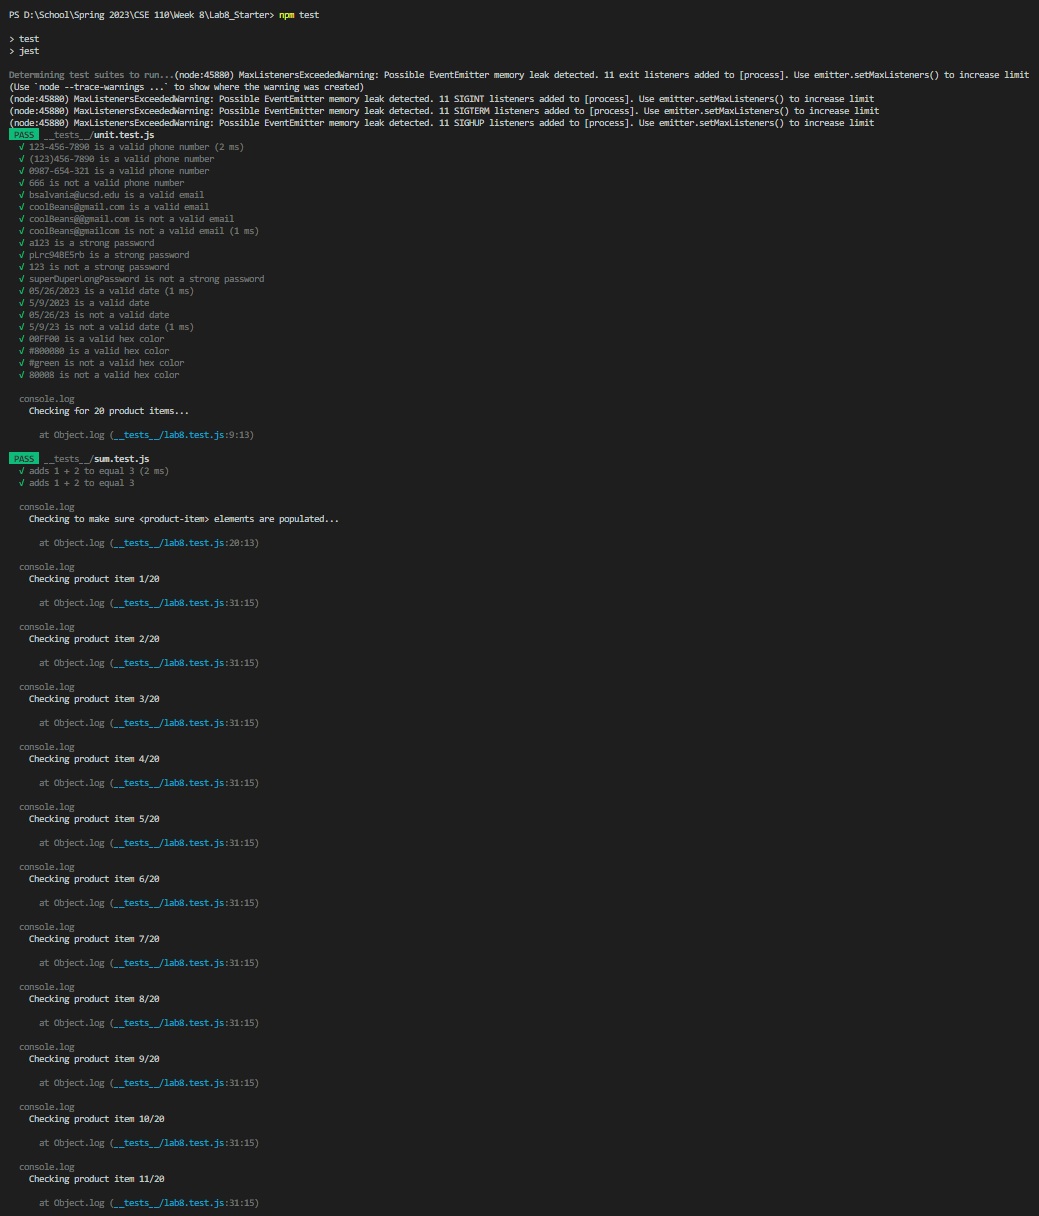 PS D:\School\Spring 2023\CSE 110\Week 8\Lab8_Starter> npm test
> test
> jest
Determining test suites to run...(node:45880) MaxListenersExceededWarning: Possible EventEmitter memory leak detected. 11 exit listeners added to [process]. Use emitter.setMaxListeners() to increase limit
(Use `node --trace-warnings ...` to show where the warning was created)
(node:45880) MaxListenersExceededWarning: Possible EventEmitter memory leak detected. 11 SIGINT listeners added to [process]. Use emitter.setMaxListeners() to increase limit
(node:45880) MaxListenersExceededWarning: Possible EventEmitter memory leak detected. 11 SIGTERM listeners added to [process]. Use emitter.setMaxListeners() to increase limit
(node:45880) MaxListenersExceededWarning: Possible EventEmitter memory leak detected. 11 SIGHUP listeners added to [process]. Use emitter.setMaxListeners() to increase limit
PASS __tests__/unit.test.js
√ 123-456-7890 is a valid phone number (2 ms)
√ (123)456-7890 is a valid phone number
√ 0987-654-321 is a valid phone number
√ 666 is not a valid phone number
√ bsalvania@ucsd.edu is a valid email
√ coolBeans@gmail.com is a valid email
√ coolBeans@@gmail.com is not a valid email
√ coolBeans@gmailcom is not a valid email (1 ms)
√ a123 is a strong password
√ pLrc94BE5rb is a strong password
√ 123 is not a strong password
√ superDuperLongPassword is not a strong password
√ 05/26/2023 is a valid date (1 ms)
√ 5/9/2023 is a valid date
√ 05/26/23 is not a valid date
√ 5/9/23 is not a valid date (1 ms)
√ 00FF00 is a valid hex color
√ #800080 is a valid hex color
√ #green is not a valid hex color
√ 80008 is not a valid hex color
console.log
Checking for 20 product items...
at Object.log (__tests__/lab8.test.js:9:13)
PASS __tests__/sum.test.js
√ adds 1 + 2 to equal 3 (2 ms)
√ adds 1 + 2 to equal 3
console.log
Checking to make sure <product-item> elements are populated...
at Object.log (__tests__/lab8.test.js:20:13)
console.log
Checking product item 1/20
at Object.log (__tests__/lab8.test.js:31:15)
console.log
Checking product item 2/20
at Object.log (__tests__/lab8.test.js:31:15)
console.log
Checking product item 3/20
at Object.log (__tests__/lab8.test.js:31:15)
console.log
Checking product item 4/20
at Object.log (__tests__/lab8.test.js:31:15)
console.log
Checking product item 5/20
at Object.log (__tests__/lab8.test.js:31:15)
console.log
Checking product item 6/20
at Object.log (__tests__/lab8.test.js:31:15)
console.log
Checking product item 7/20
at Object.log (__tests__/lab8.test.js:31:15)
console.log
Checking product item 8/20
at Object.log (__tests__/lab8.test.js:31:15)
console.log
Checking product item 9/20
at Object.log (__tests__/lab8.test.js:31:15)
console.log
Checking product item 10/20
at Object.log (__tests__/lab8.test.js:31:15)
console.log
Checking product item 11/20
at Object.log (__tests__/lab8.test.js:31:15)